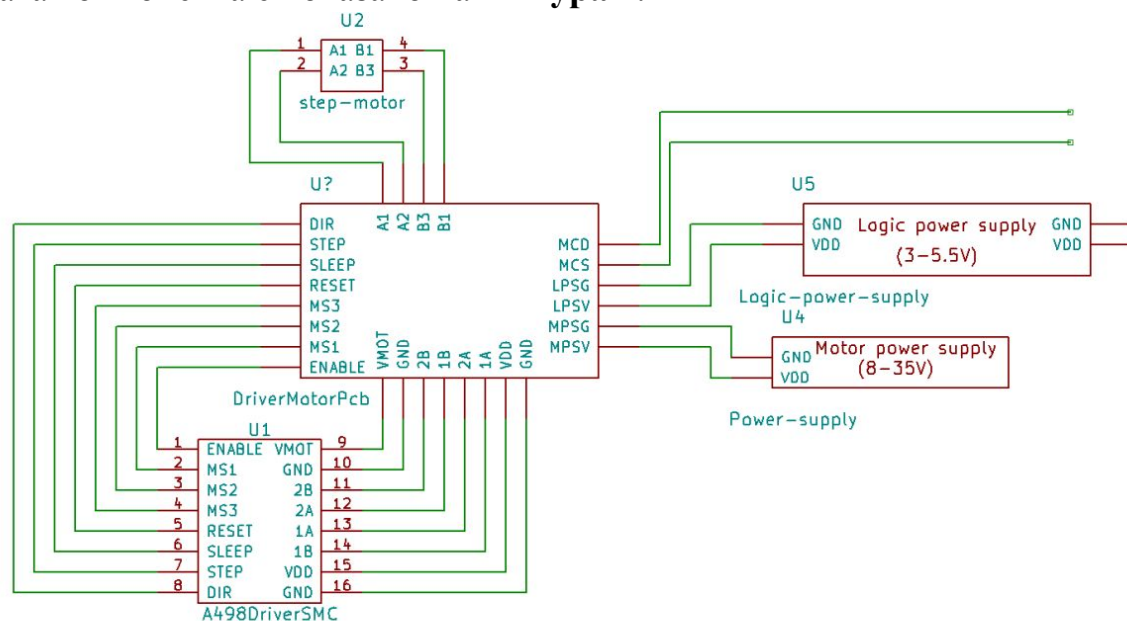 U2
1 A1 B1 4
2 A2 B3 3
step-motor
U?
A1 A2 B3 B1
DIR
STEP
SLEEP
RESET
MS3
MS2
MS1
ENABLE
MCD
MCS
LPSG
LPSV
MPSG
MPSV
VMOT GND 2B 1B 2A 1A VDD GND
DriverMotorPcb
U5
GND Logic power supply GND
VDD (3-5.5V) VDD
Logic-power-supply
U4
GND Motor power supply
VDD (8-35V)
Power-supply
U1
1 ENABLE VMOT 9
2 MS1 GND 10
3 MS2 2B 11
4 MS3 2A 12
5 RESET 1A 13
6 SLEEP 1B 14
7 STEP VDD 15
8 DIR GND 16
A498DriverSMC